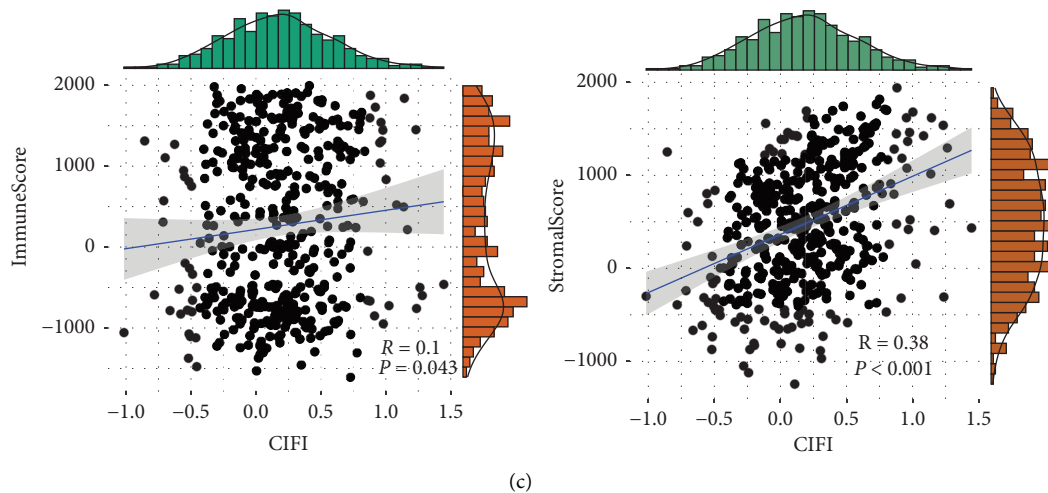 ImmuneScore
2000
1000
0
−1000
R = 0.1
P = 0.043
−1.0 −0.5 0.0 0.5 1.0 1.5
CIFI
StromalScore
2000
1000
0
−1000
R = 0.38
P < 0.001
−1.0 −0.5 0.0 0.5 1.0 1.5
CIFI
(c)